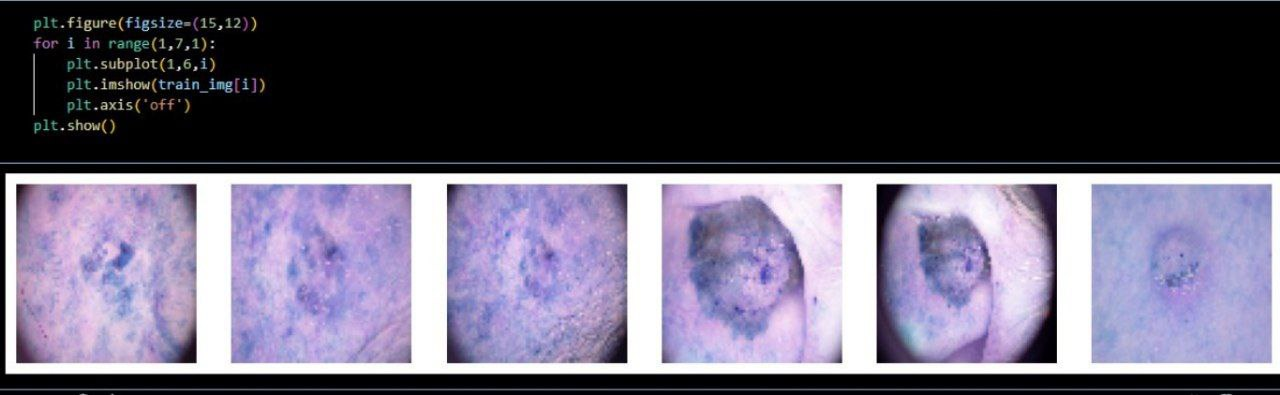 plt.figure(figsize=(15,12))
for i in range(1,7,1):
    plt.subplot(1,6,i)
    plt.imshow(train_img[i])
    plt.axis('off')
plt.show()